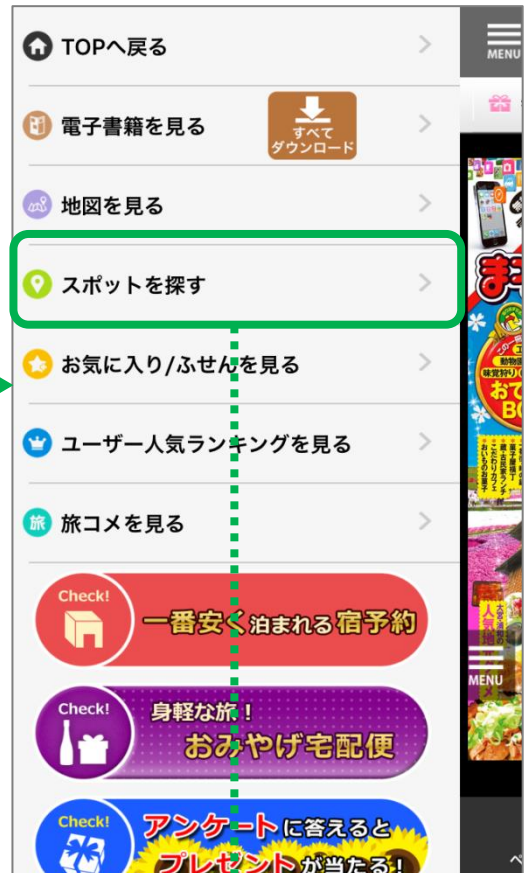 TOPへ戻る
MENU
電子書籍を見る
すべて
ダウンロード
地図を見る
スポットを探す
お気に入り/ふせんを見る
ユーザー人気ランキングを見る
旅 旅コメを見る
Check!
一番安く泊まれる宿予約
MENU
Check!
身軽な旅!
おみやげ宅配便
Check!
アンケートに答えると
プレゼントが当たる!